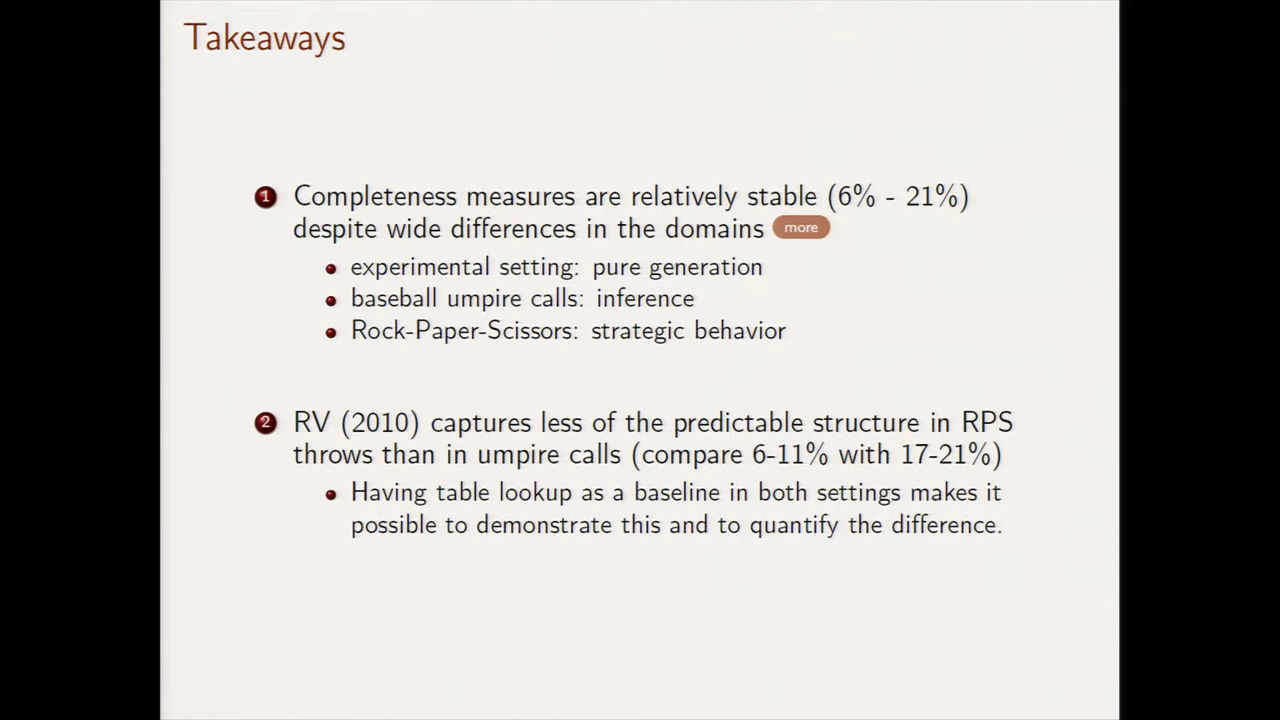 Takeaways
1 Completeness measures are relatively stable (6% - 21%)
despite wide differences in the domains more
experimental setting: pure generation
baseball umpire calls: inference
Rock-Paper-Scissors: strategic behavior
2 RV (2010) captures less of the predictable structure in RPS
throws than in umpire calls (compare 6-11% with 17-21%)
Having table lookup as a baseline in both settings makes it
possible to demonstrate this and to quantify the difference.